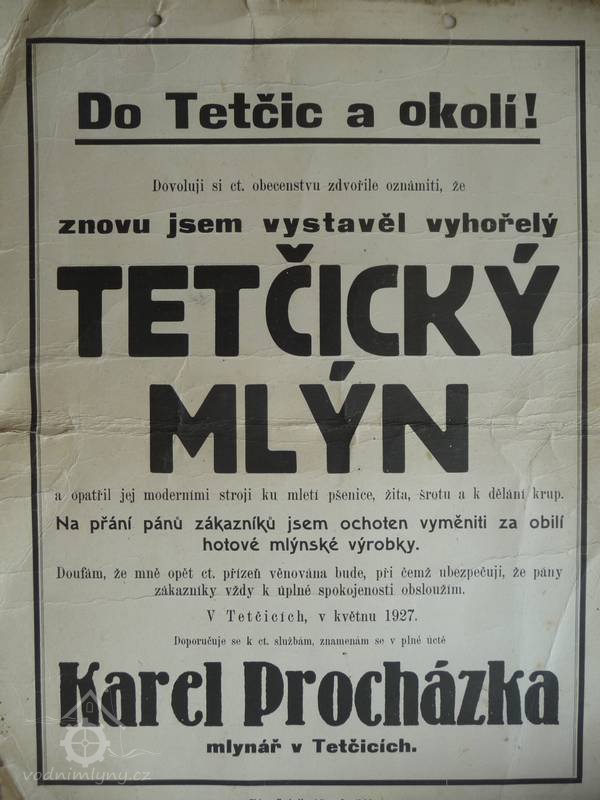 Do Tetčic a okolí!
Dovoluji si ct. obecenstvu zdvořile oznámiti, že
znovu jsem vystavěl vyhořelý
TETČICKÝ
MLÝN
a opatřil jej moderními stroji ku mletí pšenice, žita, šrotu a k dělání krup.
Na přání pánů zákazníků jsem ochoten vyměniti za obilí
hotové mlýnské výrobky.
Doufám, že mně opět ct. přízeň věnována bude, při čemž ubezpečuji, že pány
zákazníky vždy k úplné spokojenosti obsloužím.
V Tetčicích, v květnu 1927.
Doporučuje se k ct. službám, znamenám se v plné úctě
Karel Procházka
mlynář v Tetčicích.
vodnimlyny.cz